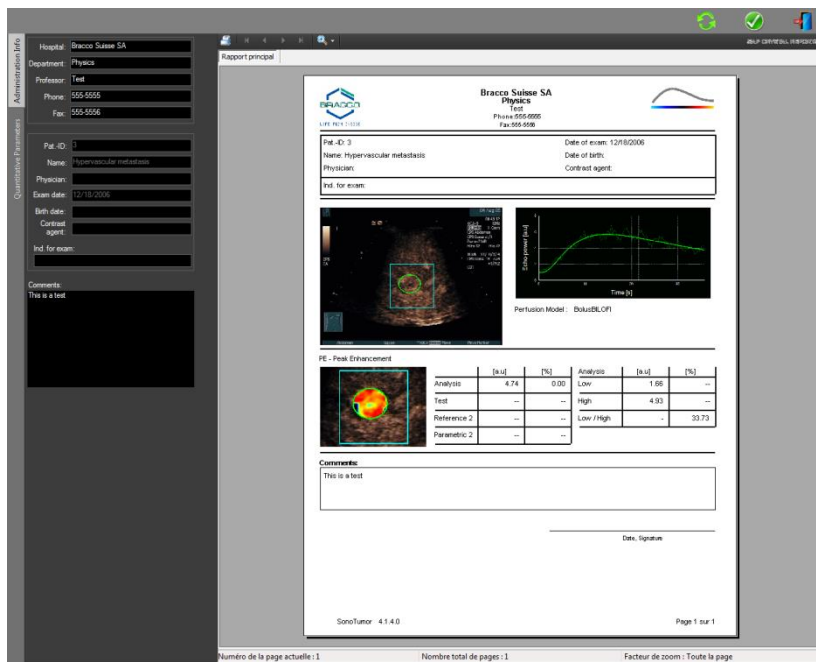 Administration Info
Quantitative Parameters
Hospital: Bracco Suisse SA
Department: Physics
Professor: Test
Phone: 555-5555
Fax: 555-5556
Pat.-ID: 3
Name: Hypervascular metastasis
Physician:
Exam date: 12/18/2006
Birth date:
Contrast
agent:
Ind. for exam:
Comments:
This is a test
Rapport principal
BRACCO
LIFE FROM INSIDE
Bracco Suisse SA
Physics
Test
Phone:555-5555
Fax:555-5556
Pat.-ID: 3 Date of exam: 12/18/2006
Name: Hypervascular metastasis Date of birth:
Physician: Contrast agent:
Ind. for exam:
Echo-power [a.u]
Time [s]
Perfusion Model : BolusBILOFI
PE - Peak Enhancement
[a.u] [%] Analysis [a.u] [%]
Analysis 4.74 0.00 Low 1.66 --
Test -- -- High 4.93 --
Reference 2 -- -- Low / High - 33.73
Parametric 2 -- --
Comments:
This is a test
Date, Signature
SonoTumor 4.1.4.0 Page 1 sur 1
Numéro de la page actuelle : 1 Nombre total de pages : 1 Facteur de zoom : Toute la page